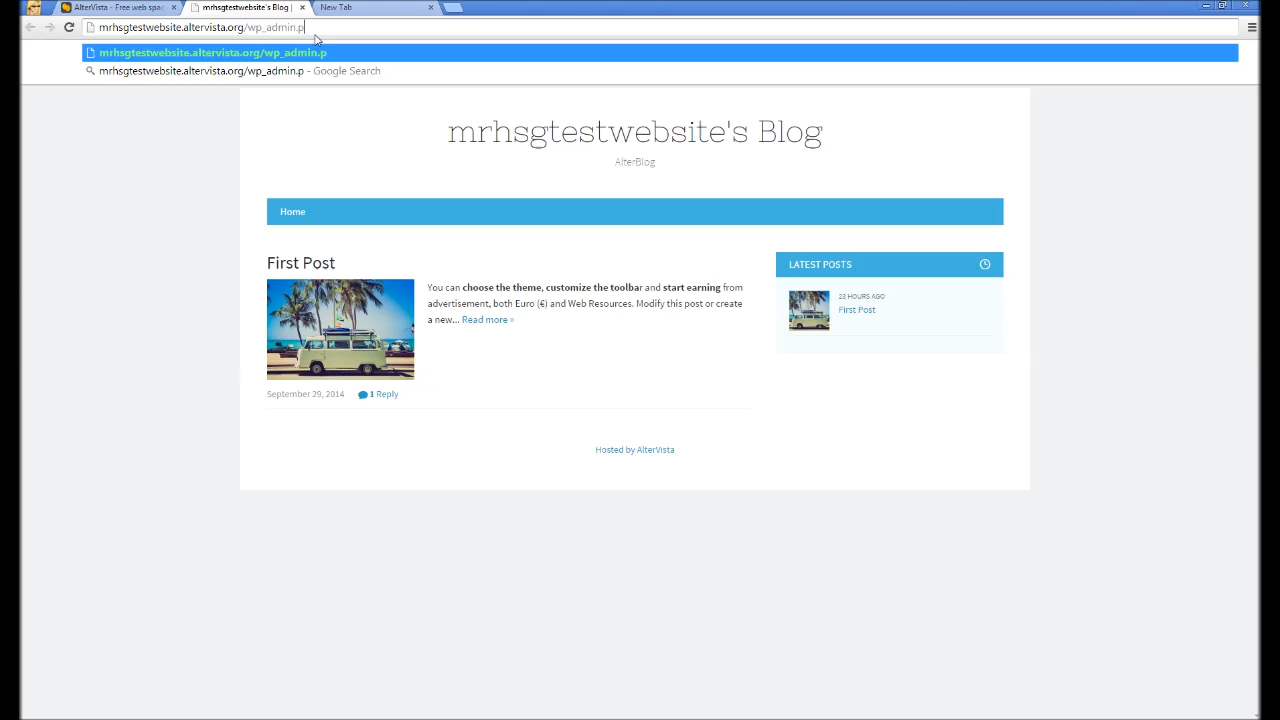 AlterVista - Free web spac
mrhsgtestwebsite's Blog |
New Tab
mrhsgtestwebsite.altervista.org/wp_admin.p
mrhsgtestwebsite.altervista.org/wp_admin.p
mrhsgtestwebsite.altervista.org/wp_admin.p - Google Search
mrhsgtestwebsite's Blog
AlterBlog
Home
First Post
You can choose the theme, customize the toolbar and start earning from
advertisement, both Euro (€) and Web Resources. Modify this post or create
a new... Read more »
September 29, 2014
1 Reply
LATEST POSTS
23 HOURS AGO
First Post
Hosted by AlterVista